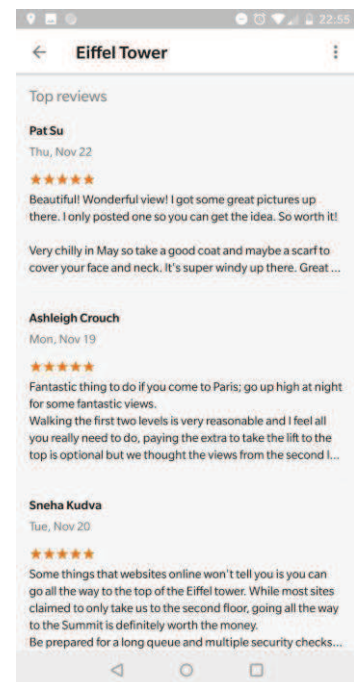 22:55
Eiffel Tower
Top reviews
Pat Su
Thu, Nov 22
Beautiful! Wonderful view! I got some great pictures up
there. I only posted one so you can get the idea. So worth it!
Very chilly in May so take a good coat and maybe a scarf to
cover your face and neck. It's super windy up there. Great ...
Ashleigh Crouch
Mon, Nov 19
Fantastic thing to do if you come to Paris; go up high at night
for some fantastic views.
Walking the first two levels is very reasonable and I feel all
you really need to do, paying the extra to take the lift to the
top is optional but we thought the views from the second l...
Sneha Kudva
Tue, Nov 20
Some things that websites online won't tell you is you can
go all the way to the top of the Eiffel tower. While most sites
claimed to only take us to the second floor, going all the way
to the Summit is definitely worth the money.
Be prepared for a long queue and multiple security checks...